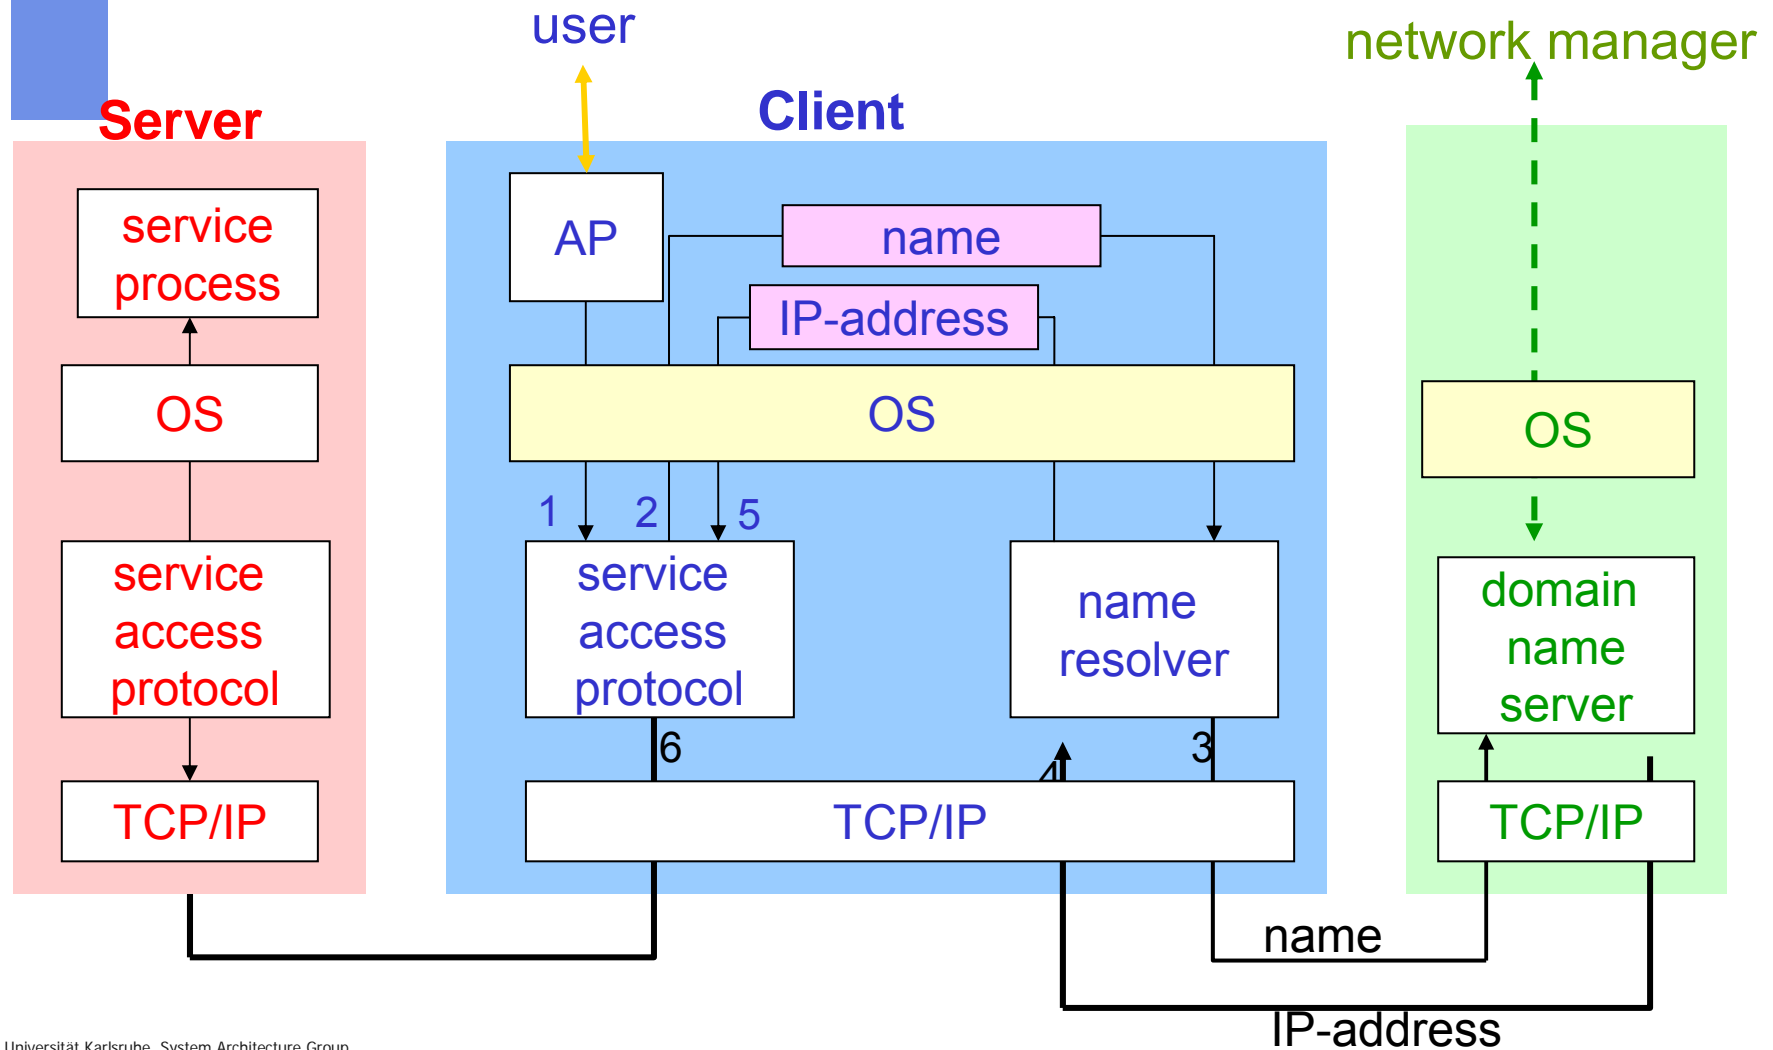 user
network manager
Server
Client
service
process
AP
name
IP-address
OS
OS
OS
1
2
5
service
access
protocol
service
access
protocol
name
resolver
domain
name
server
6
4
3
TCP/IP
TCP/IP
TCP/IP
name
IP-address
Universität Karlsruhe, System Architecture Group